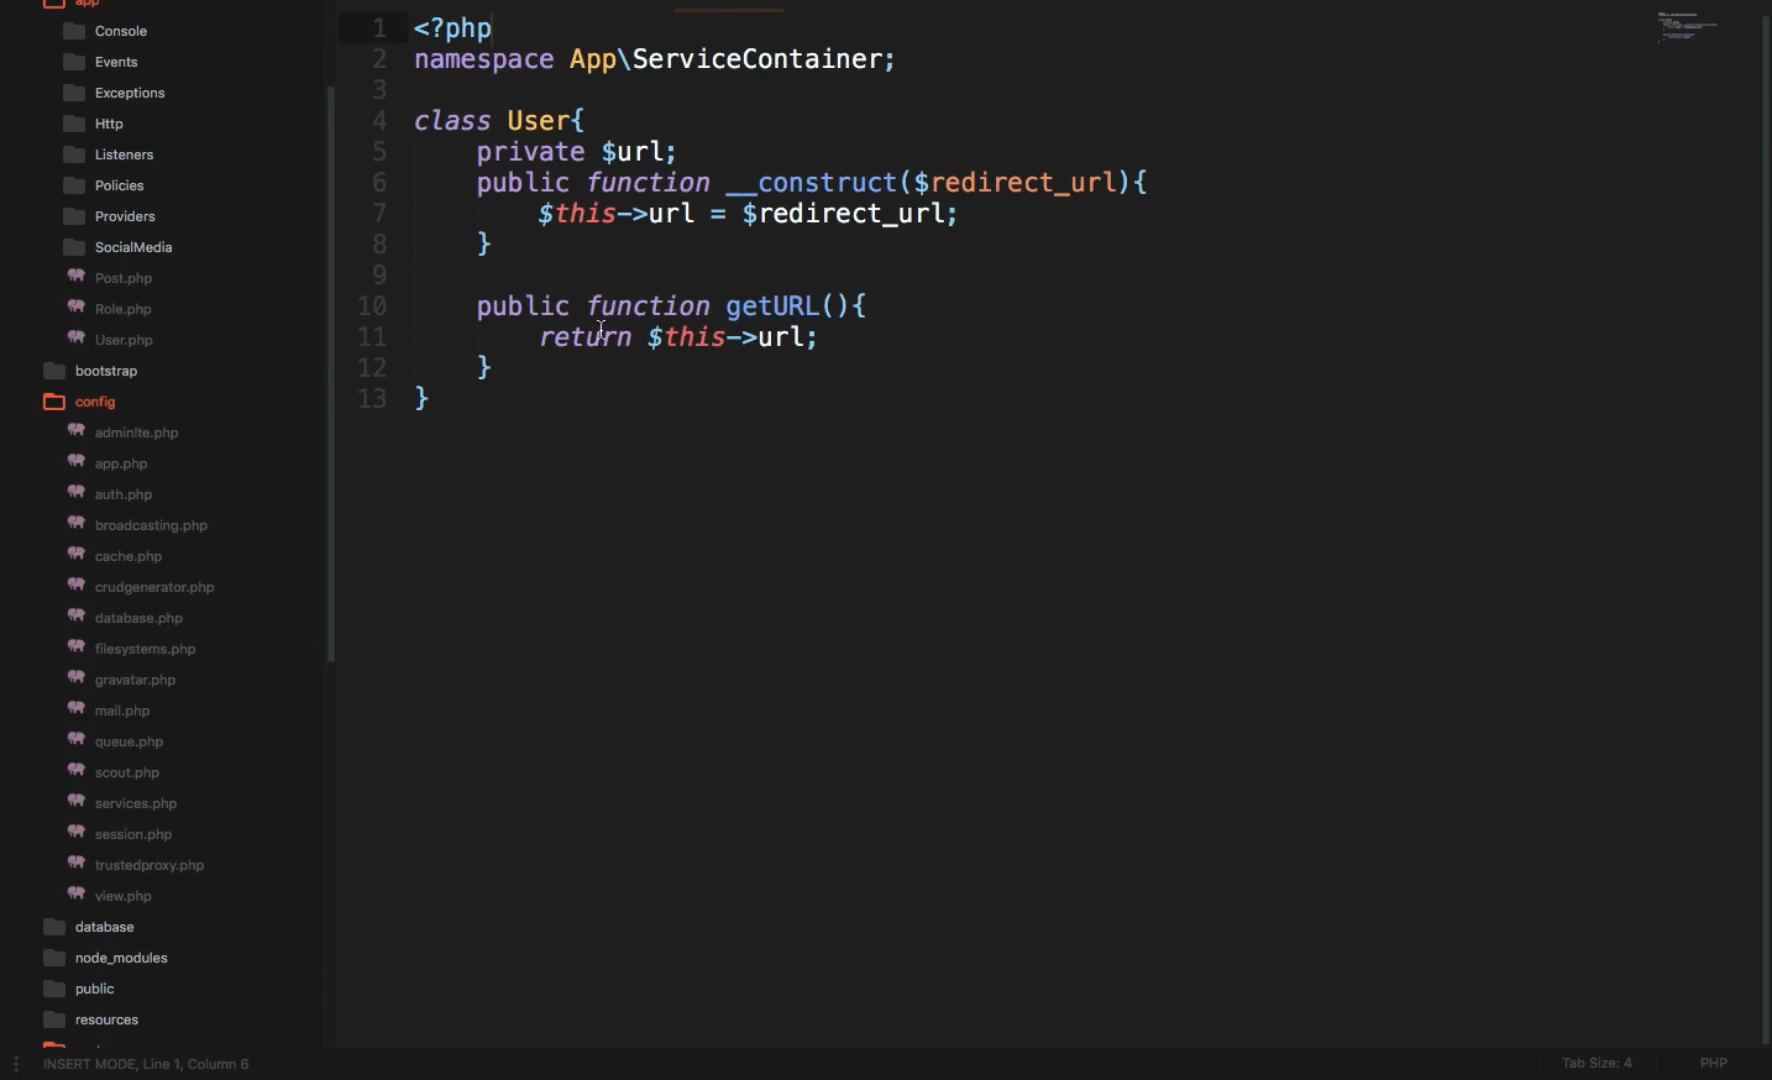 app
Console
Events
Exceptions
Http
Listeners
Policies
Providers
SocialMedia
Post.php
Role.php
User.php
bootstrap
config
adminlte.php
app.php
auth.php
broadcasting.php
cache.php
crudgenerator.php
database.php
filesystems.php
gravatar.php
mail.php
queue.php
scout.php
services.php
session.php
trustedproxy.php
view.php
database
node_modules
public
resources
1 <?php
2 namespace App\ServiceContainer;
3
4 class User{
5 private $url;
6 public function __construct($redirect_url){
7 $this->url = $redirect_url;
8 }
9
10 public function getURL(){
11 return $this->url;
12 }
13 }
INSERT MODE, Line 1, Column 6
Tab Size: 4
PHP